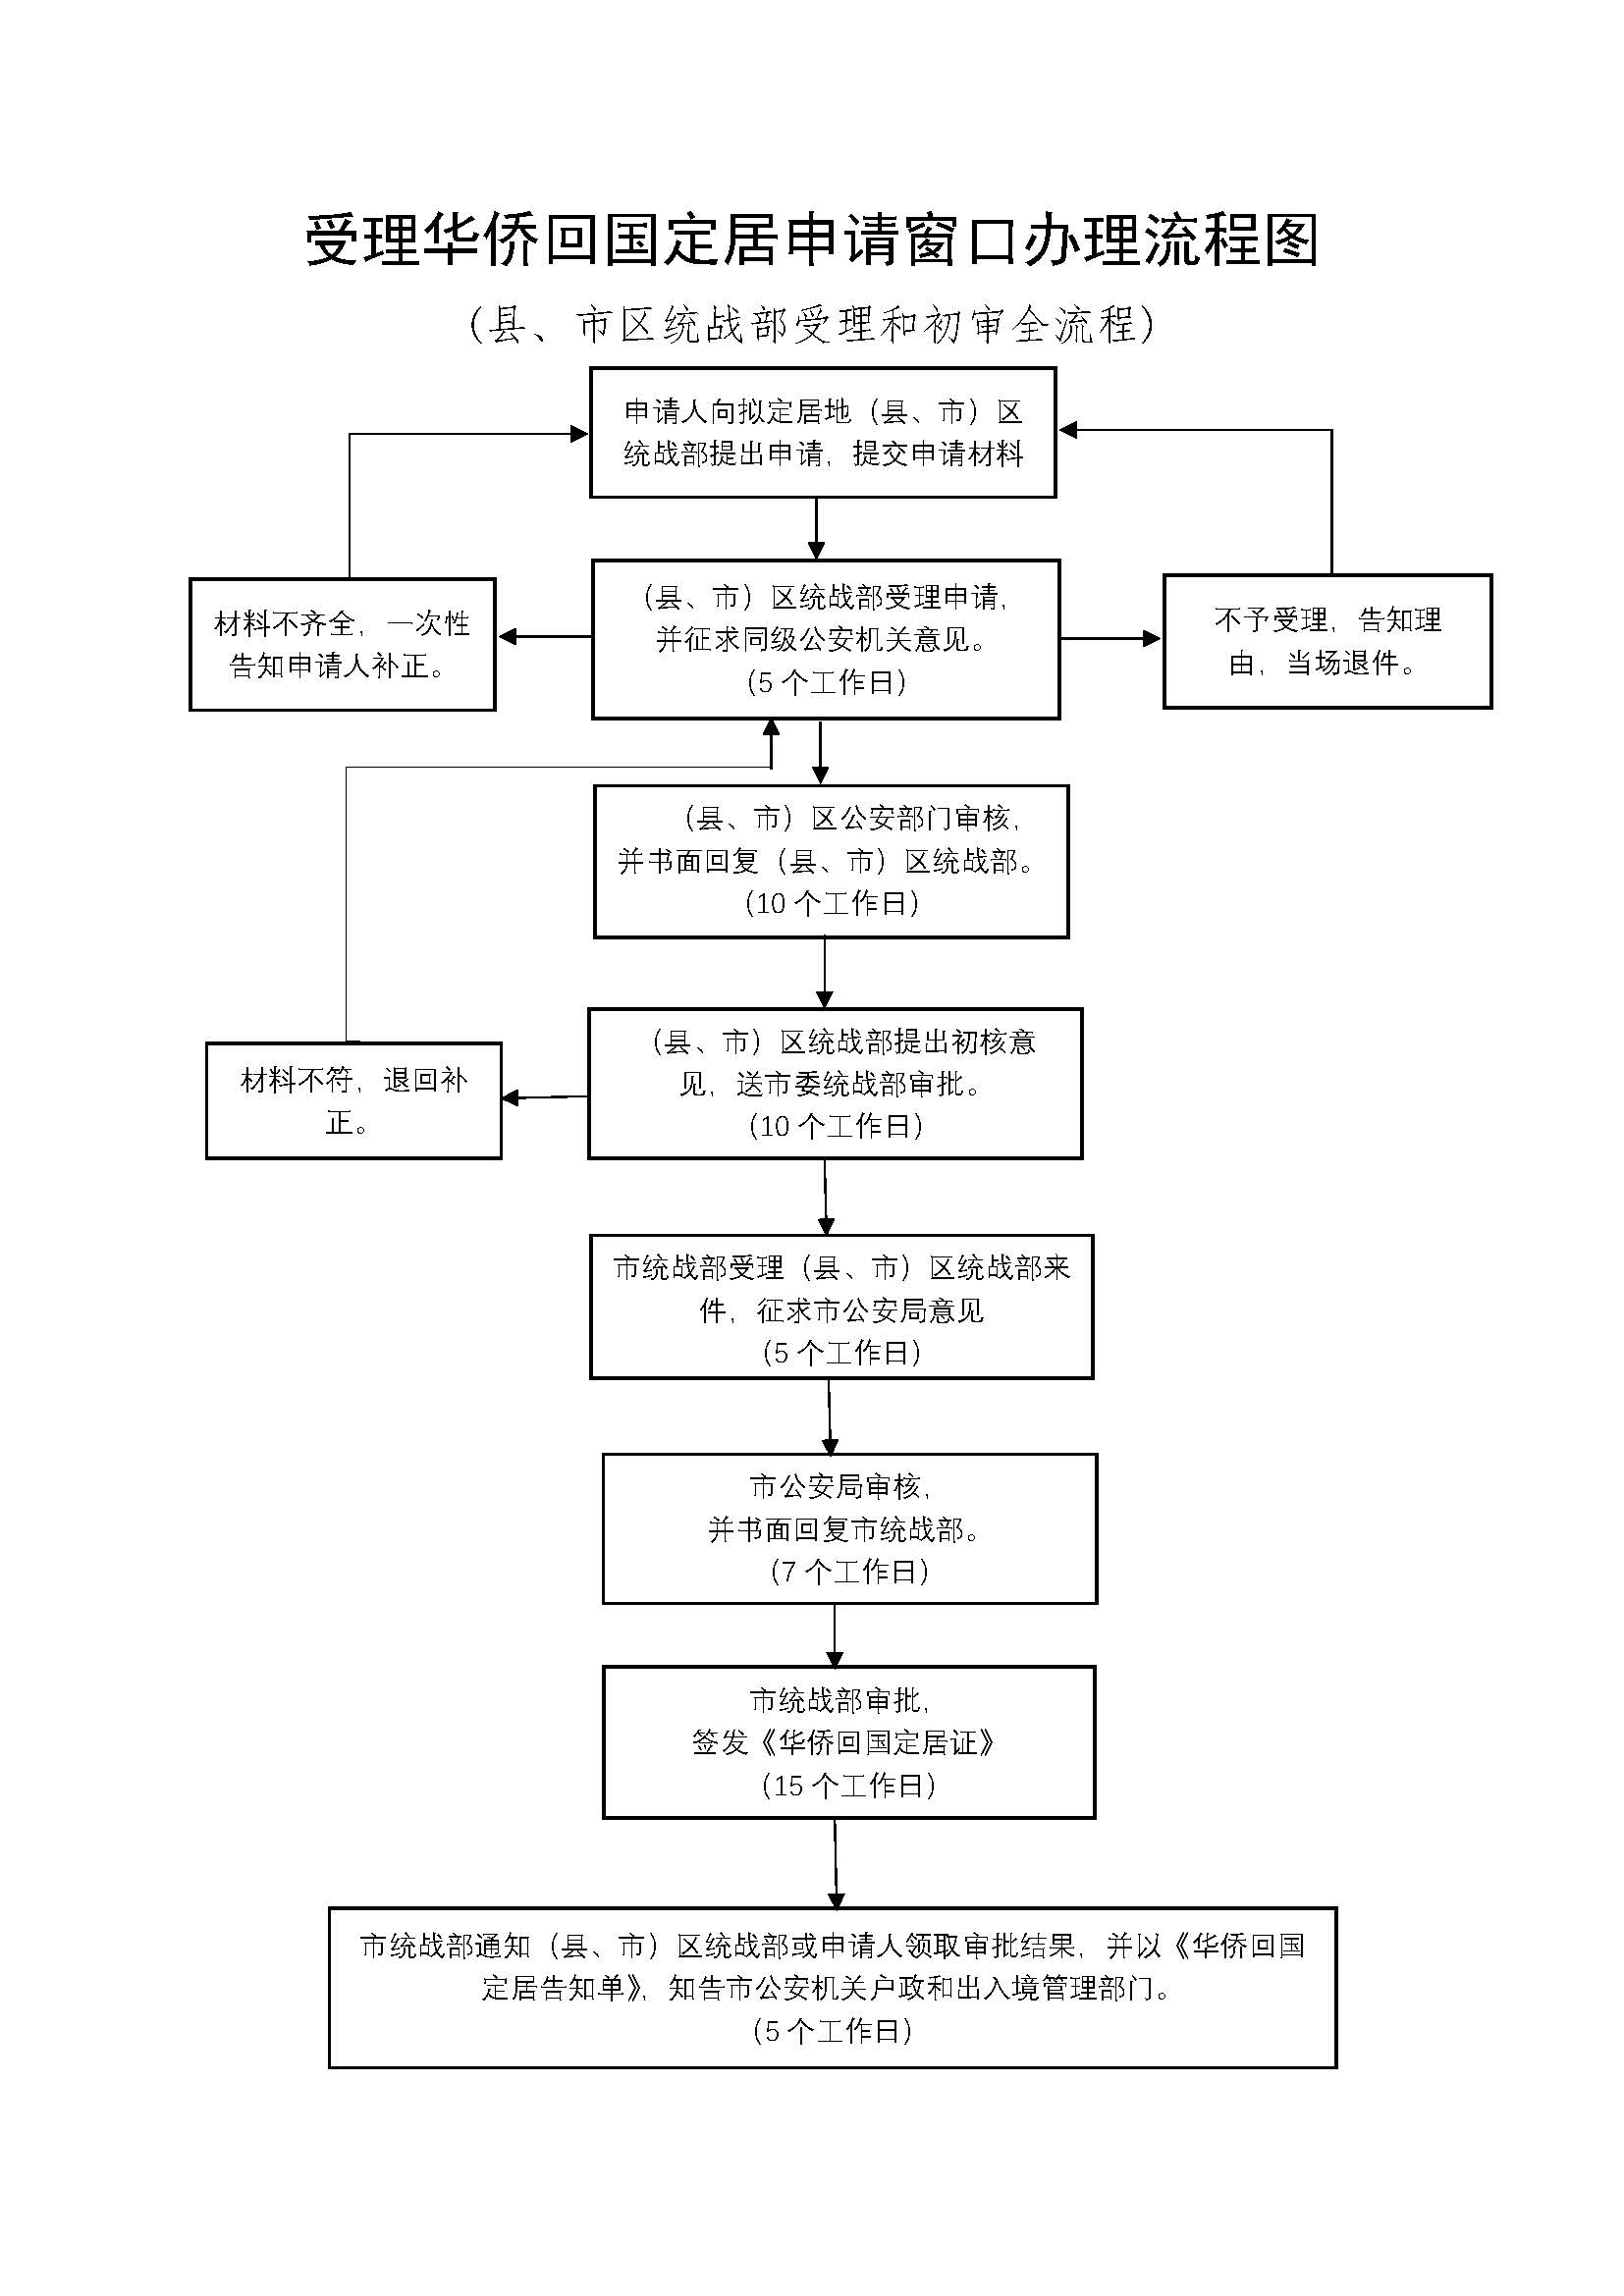 受理华侨回国定居申请窗口办理流程图
（县、市区统战部受理和初审全流程）
申请人向拟定居地（县、市）区
统战部提出申请，提交申请材料
材料不齐全，一次性
告知申请人补正。
（县、市）区统战部受理申请，
并征求同级公安机关意见。
（5 个工作日）
不予受理，告知理
由，当场退件。
（县、市）区公安部门审核，
并书面回复（县、市）区统战部。
（10 个工作日）
（县、市）区统战部提出初核意
见，送市委统战部审批。
（10 个工作日）
材料不符，退回补
正。
市统战部受理（县、市）区统战部来
件，征求市公安局意见
（5 个工作日）
市公安局审核，
并书面回复市统战部。
（7 个工作日）
市统战部审批，
签发《华侨回国定居证》
（15 个工作日）
市统战部通知（县、市）区统战部或申请人领取审批结果，并以《华侨回国
定居告知单》，知告市公安机关户政和出入境管理部门。
（5 个工作日）